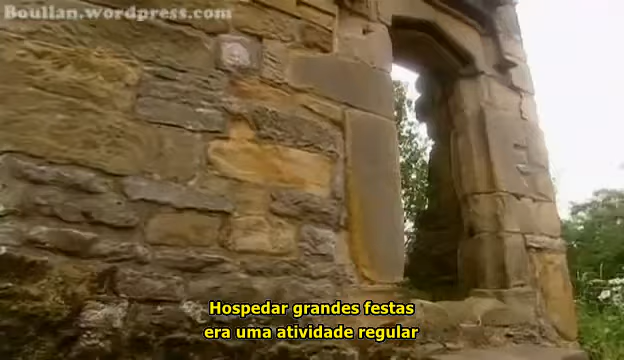 Boullan.wordpress.com
Hospedar grandes festas
era uma atividade regular